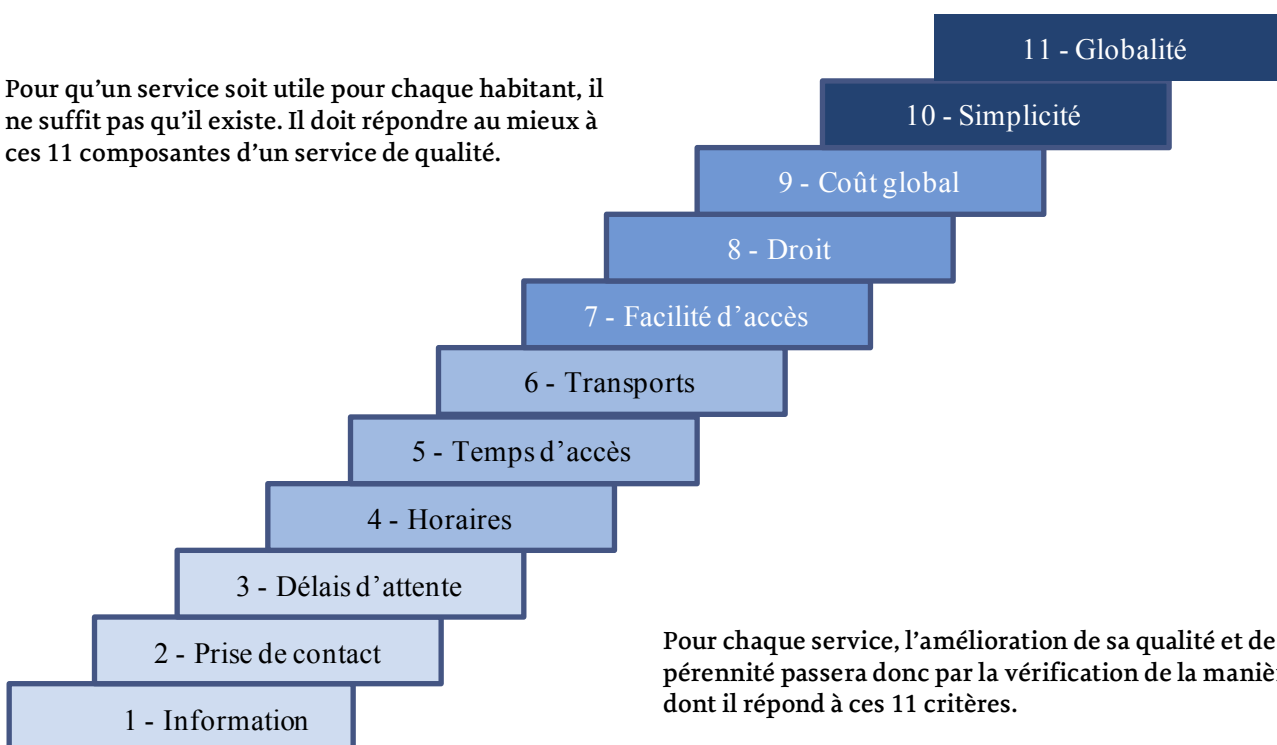 11 - Globalité
Pour qu’un service soit utile pour chaque habitant, il
ne suffit pas qu’il existe. Il doit répondre au mieux à
ces 11 composantes d’un service de qualité.
10 - Simplicité
9 - Coût global
8 - Droit
7 - Facilité d’accès
6 - Transports
5 - Temps d’accès
4 - Horaires
3 - Délais d’attente
2 - Prise de contact
1 - Information
Pour chaque service, l’amélioration de sa qualité et de
pérennité passera donc par la vérification de la
dont il répond à ces 11 critères.